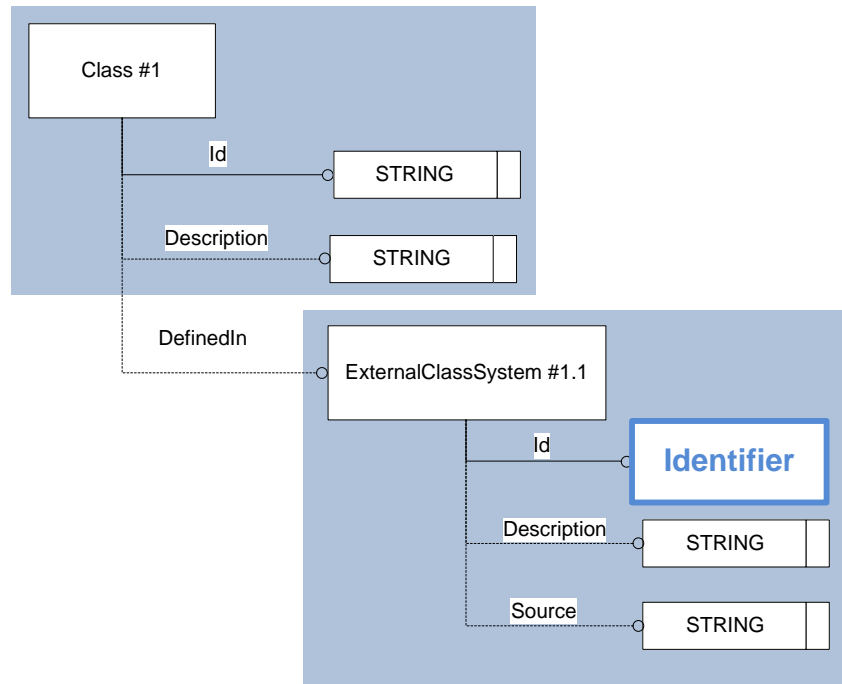 Class #1
Id
STRING
Description
STRING
DefinedIn
ExternalClassSystem #1.1
Id
Identifier
Description
STRING
Source
STRING